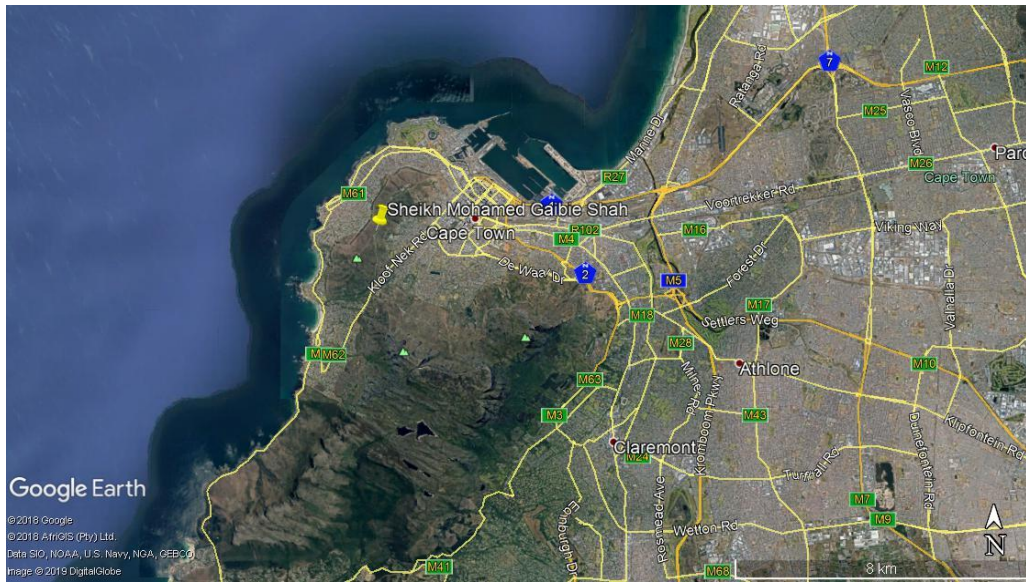 7
M12
Ratanga Rd
M25
Vasco Blvd
Marine Dr
M26
Parc
Cape Town
R27
M61
Voortrekker Rd
Sheikh Mohamed Gaibie Shah
Cape Town
R102
M4
M16
Viking Way
Kloof Nek Rd
De Waal Dr
N
2
M5
Forest Dr
Valhalla Dr
M17
M18
Settlers Weg
M28
M62
M10
Athlone
M63
Milner Rd
Kromboom Pkwy
M3
M43
Duinefontein Rd
Klipfontein Rd
Claremont
M24
Turfhall Rd
Google Earth
Rosmead Ave
M7
Edinburgh Dr
Wetton Rd
M9
© 2018 Google
© 2018 AfriGIS (Pty) Ltd.
Data SIO, NOAA, U.S. Navy, NGA, GEBCO
Image © 2019 DigitalGlobe
M41
M68
8 km
N